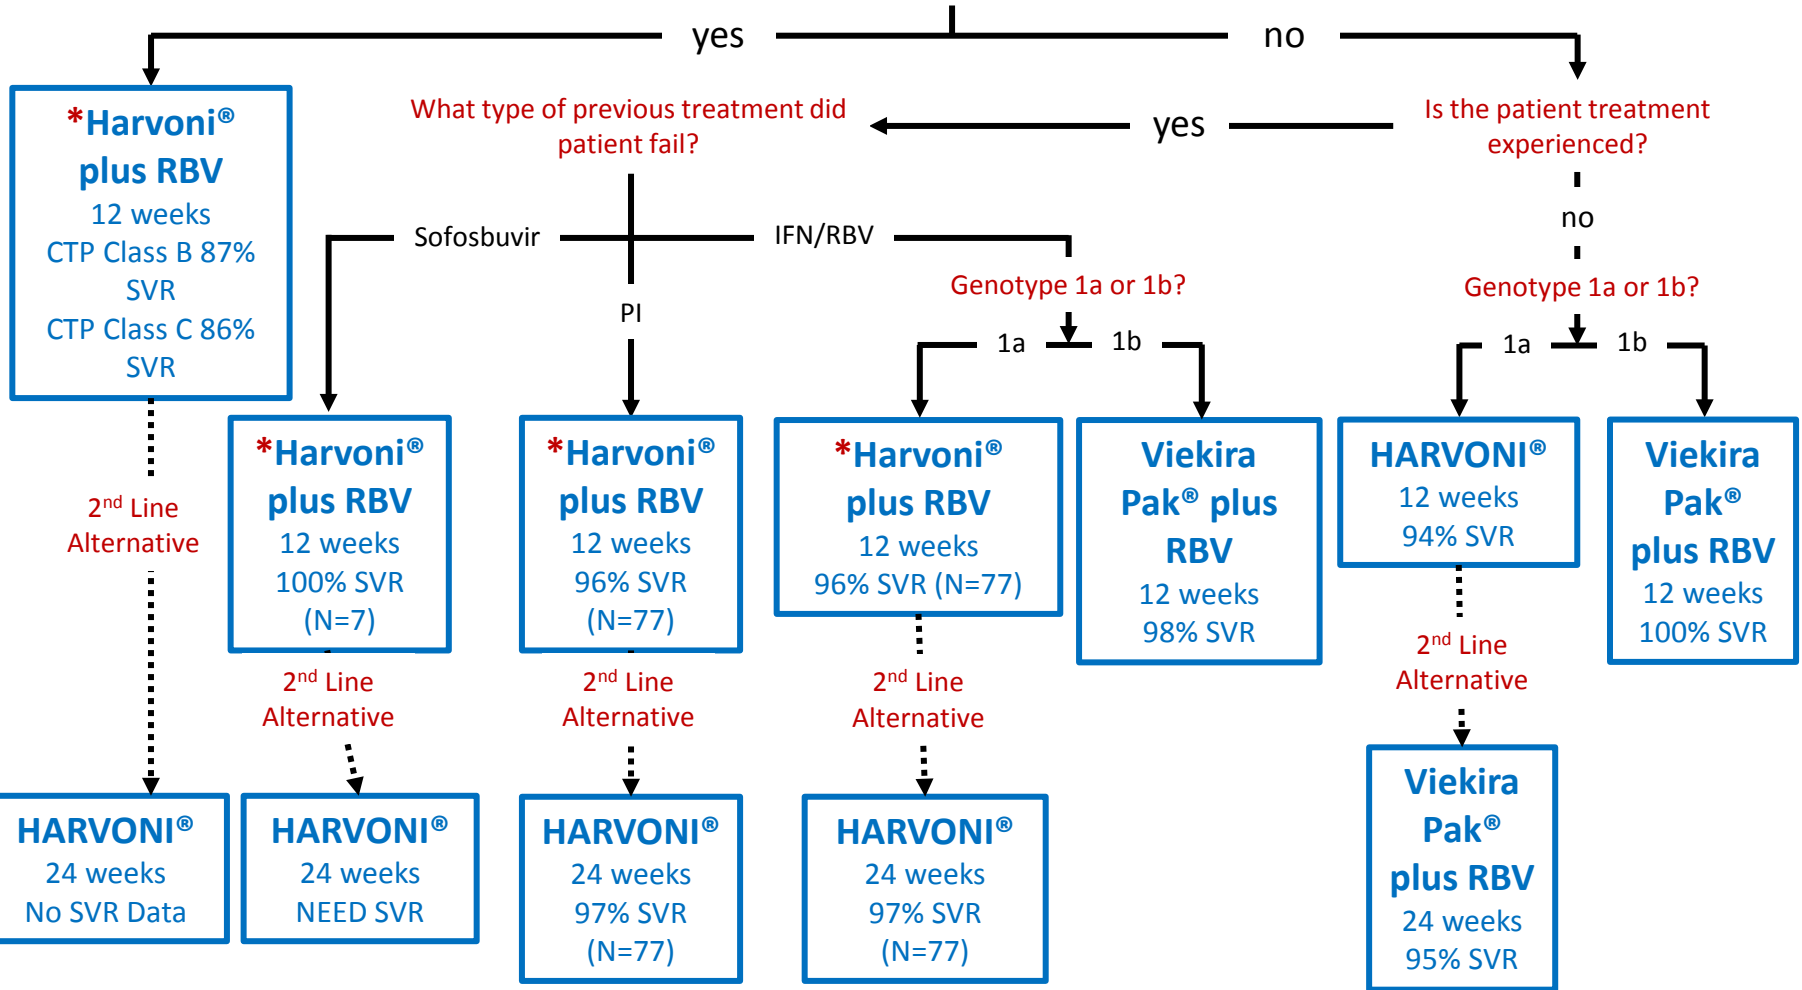 yes
no
*Harvoni®
plus RBV
12 weeks
CTP Class B 87%
SVR
CTP Class C 86%
SVR
What type of previous treatment did
patient fail?
yes
Is the patient treatment
experienced?
no
Sofosbuvir
PI
IFN/RBV
Genotype 1a or 1b?
1a
1b
Genotype 1a or 1b?
1a
1b
2nd Line
Alternative
*Harvoni®
plus RBV
12 weeks
100% SVR
(N=7)
*Harvoni®
plus RBV
12 weeks
96% SVR
(N=77)
*Harvoni®
plus RBV
12 weeks
96% SVR (N=77)
Viekira
Pak® plus
RBV
12 weeks
98% SVR
HARVONI®
12 weeks
94% SVR
Viekira
Pak®
plus RBV
12 weeks
100% SVR
2nd Line
Alternative
2nd Line
Alternative
2nd Line
Alternative
2nd Line
Alternative
HARVONI®
24 weeks
No SVR Data
HARVONI®
24 weeks
NEED SVR
HARVONI®
24 weeks
97% SVR
(N=77)
HARVONI®
24 weeks
97% SVR
(N=77)
Viekira
Pak®
plus RBV
24 weeks
95% SVR